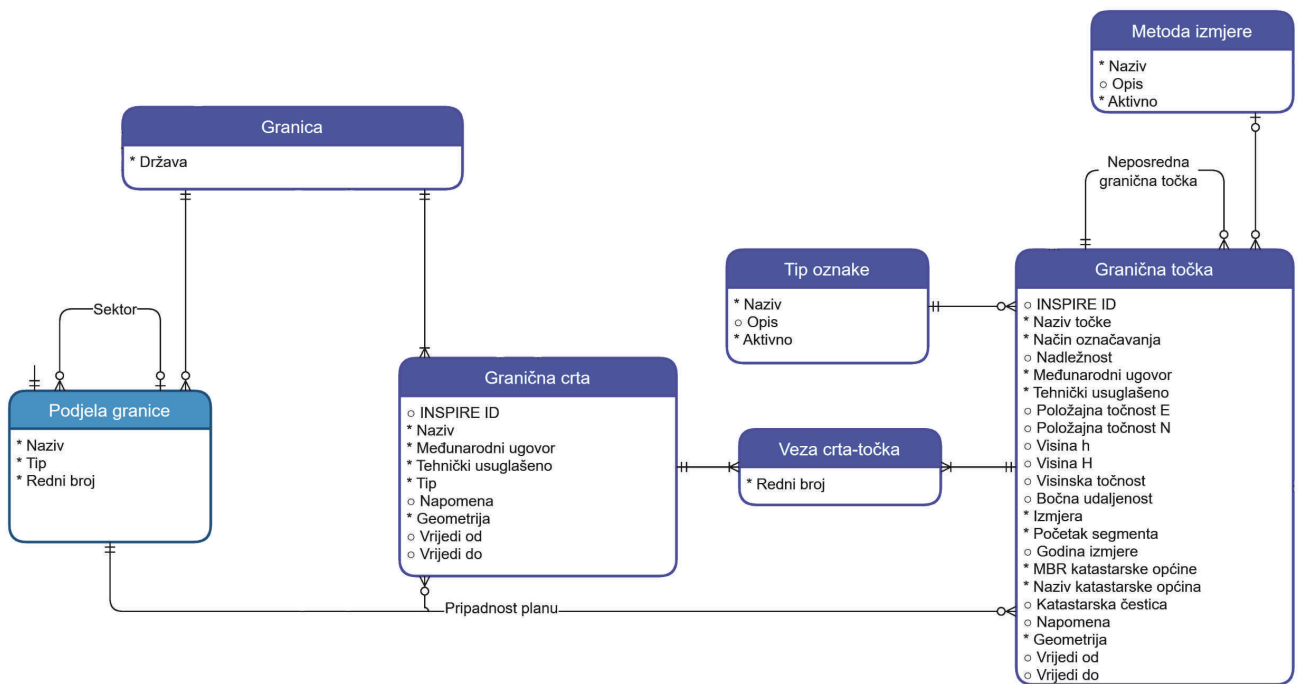 Metoda izmjere
* Naziv
○ Opis
* Aktivno
Granica
* Država
Neposredna
granična točka
Tip oznake
* Naziv
○ Opis
* Aktivno
Granična točka
○ INSPIRE ID
* Naziv točke
* Način označavanja
○ Nadležnost
* Međunarodni ugovor
* Tehnički usuglašeno
○ Položajna točnost E
○ Položajna točnost N
○ Visina h
○ Visina H
○ Visinska točnost
○ Bočna udaljenost
* Izmjera
* Početak segmenta
○ Godina izmjere
* MBR katastarske općine
* Naziv katastarske općina
○ Katastarska čestica
○ Napomena
* Geometrija
○ Vrijedi od
○ Vrijedi do
Sektor
Podjela granice
* Naziv
* Tip
* Redni broj
Granična crta
○ INSPIRE ID
* Naziv
* Međunarodni ugovor
* Tehnički usuglašeno
* Tip
○ Napomena
* Geometrija
○ Vrijedi od
○ Vrijedi do
Veza crta-točka
* Redni broj
Pripadnost planu